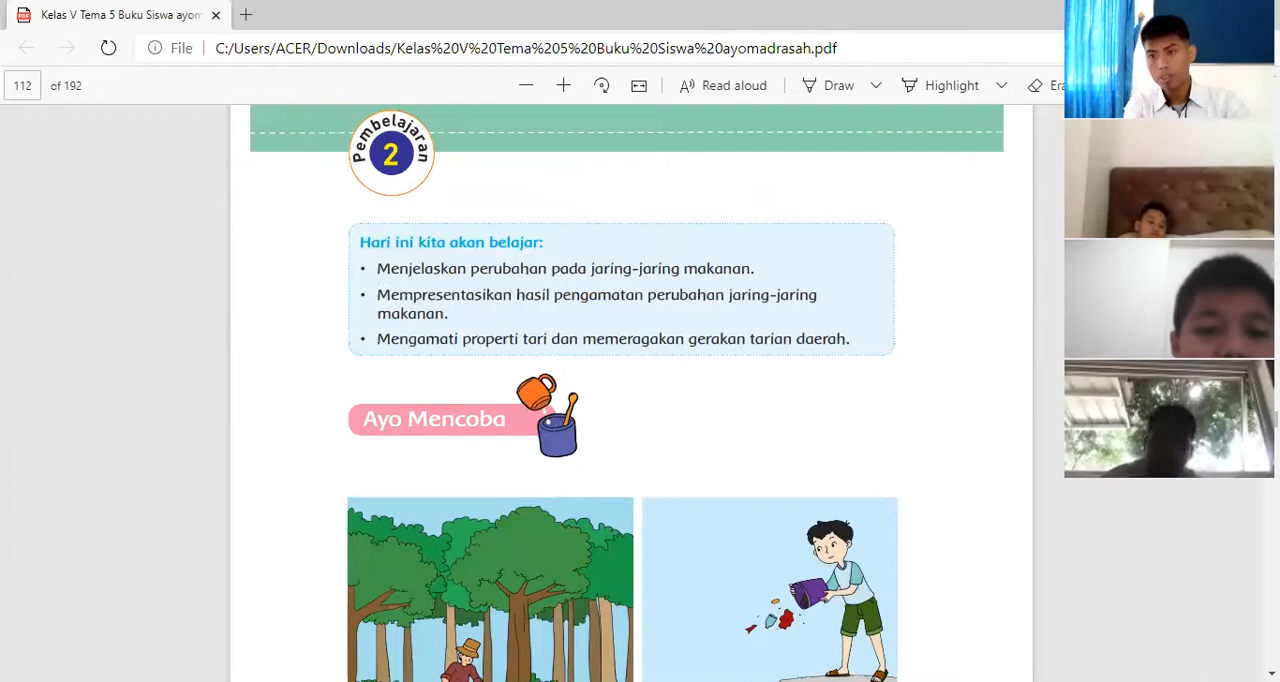 Kelas V Tema 5 Buku Siswa ayom
File
C:/Users/ACER/Downloads/Kelas%20V%20Tema%205%20Buku%20Siswa%20ayomadrasah.pdf
112 of 192
Read aloud
Draw
Highlight
Era
Pembelajaran
2
Hari ini kita akan belajar:
• Menjelaskan perubahan pada jaring-jaring makanan.
• Mempresentasikan hasil pengamatan perubahan jaring-jaring
makanan.
• Mengamati properti tari dan memeragakan gerakan tarian daerah.
Ayo Mencoba